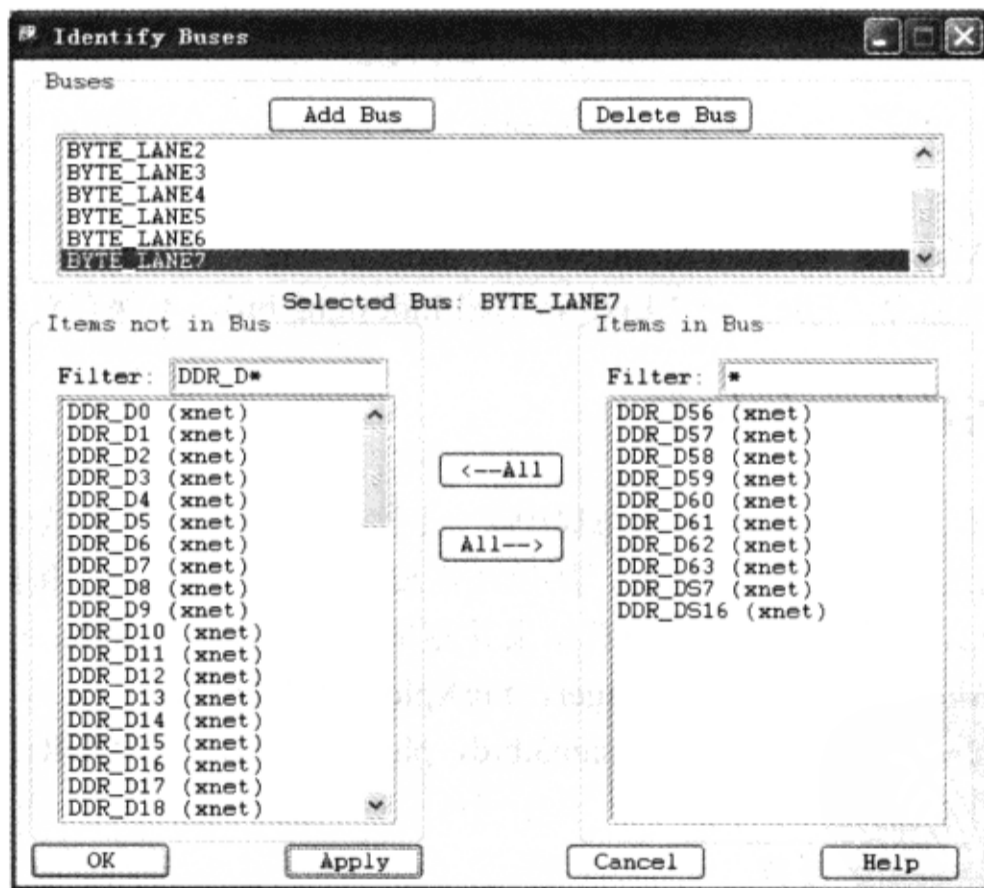 Identify Buses
Buses
Add Bus Delete Bus
BYTE_LANE2
BYTE_LANE3
BYTE_LANE4
BYTE_LANE5
BYTE_LANE6
BYTE_LANE7
Selected Bus: BYTE_LANE7
Items not in Bus
Filter: DDR_D*
DDR_D0 (xnet)
DDR_D1 (xnet)
DDR_D2 (xnet)
DDR_D3 (xnet)
DDR_D4 (xnet)
DDR_D5 (xnet)
DDR_D6 (xnet)
DDR_D7 (xnet)
DDR_D8 (xnet)
DDR_D9 (xnet)
DDR_D10 (xnet)
DDR_D11 (xnet)
DDR_D12 (xnet)
DDR_D13 (xnet)
DDR_D14 (xnet)
DDR_D15 (xnet)
DDR_D16 (xnet)
DDR_D17 (xnet)
DDR_D18 (xnet)
<--All
All-->
Items in Bus
Filter: *
DDR_D56 (xnet)
DDR_D57 (xnet)
DDR_D58 (xnet)
DDR_D59 (xnet)
DDR_D60 (xnet)
DDR_D61 (xnet)
DDR_D62 (xnet)
DDR_D63 (xnet)
DDR_DS7 (xnet)
DDR_DS16 (xnet)
OK Apply Cancel Help